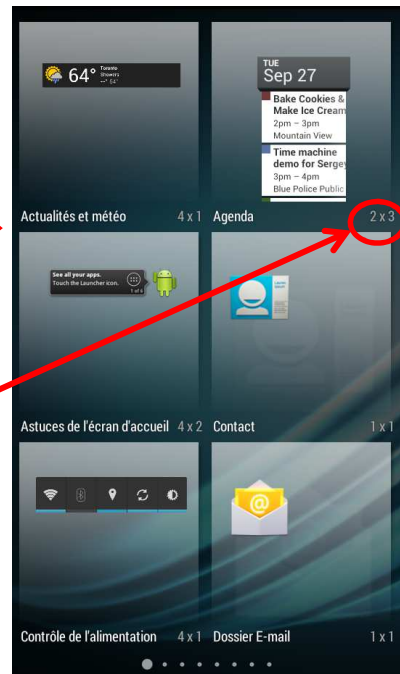 64°
Toronto
Showers
TUE
Sep 27
Bake Cookies &
Make Ice Cream
2pm – 3pm
Mountain View
Time machine
demo for Sergey
3pm – 4pm
Blue Police Public
Actualités et météo 4 x 1
Agenda 2 x 3
See all your apps.
Touch the Launcher icon.
1 of 6
Astuces de l'écran d'accueil 4 x 2
Contact 1 x 1
@
Contrôle de l'alimentation 4 x 1
Dossier E-mail 1 x 1